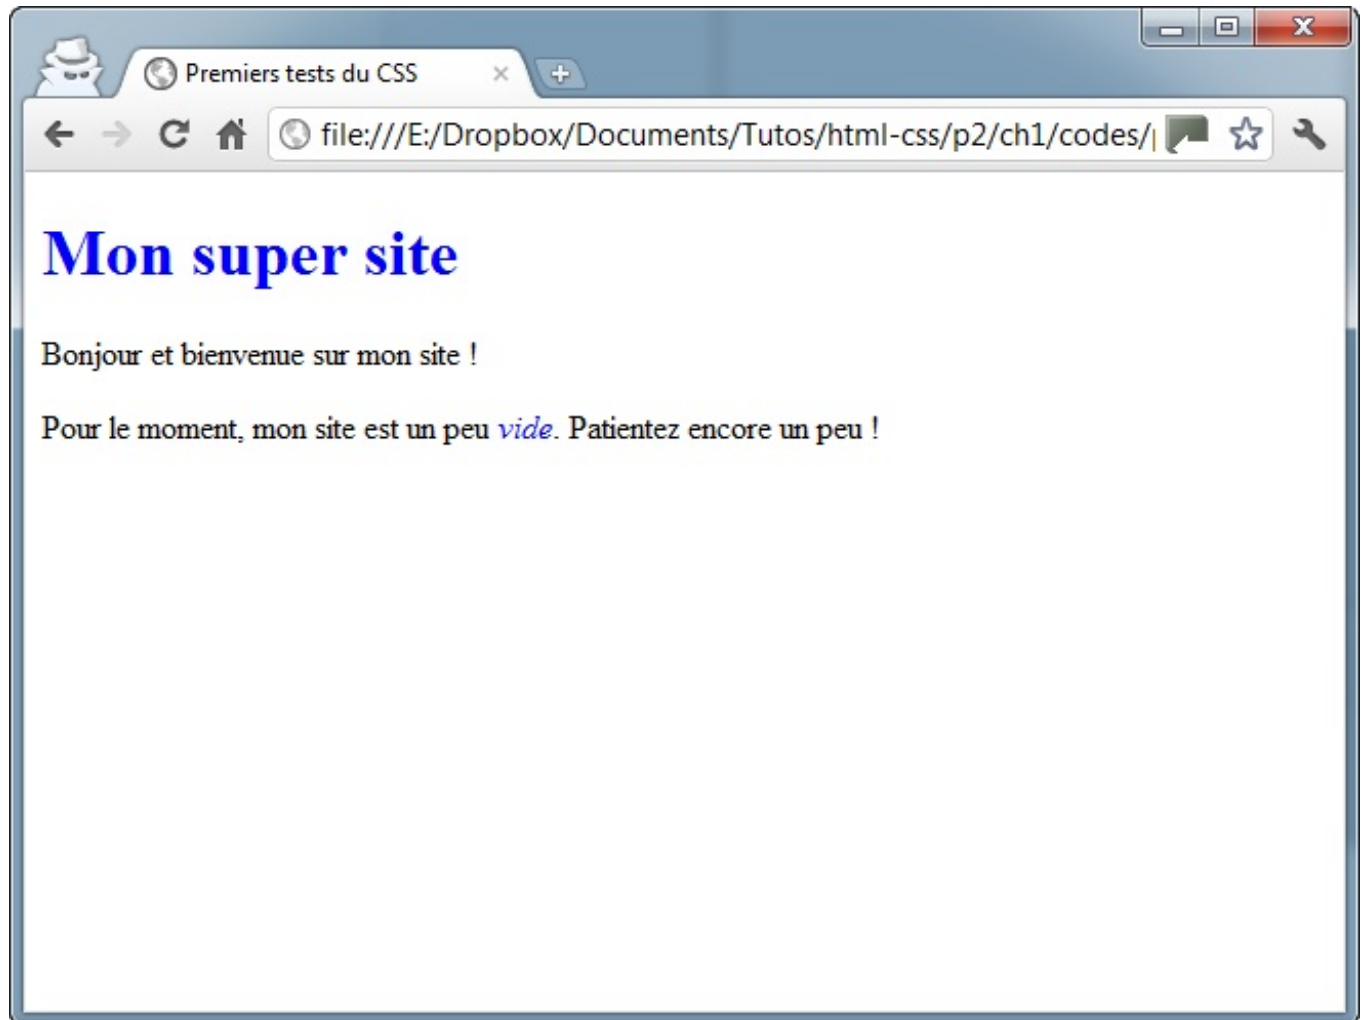 Premiers tests du CSS
file:///E:/Dropbox/Documents/Tutos/html-css/p2/ch1/codes/
Mon super site
Bonjour et bienvenue sur mon site !
Pour le moment, mon site est un peu vide. Patientez encore un peu !